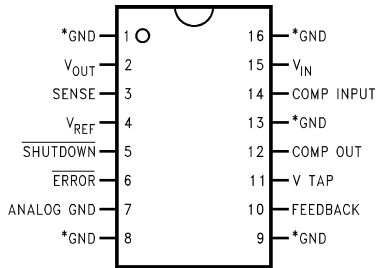 *GND 1 16 *GND
VOUT 2 15 VIN
SENSE 3 14 COMP INPUT
VREF 4 13 *GND
SHUTDOWN 5 12 COMP OUT
ERROR 6 11 V TAP
ANALOG GND 7 10 FEEDBACK
*GND 8 9 *GND